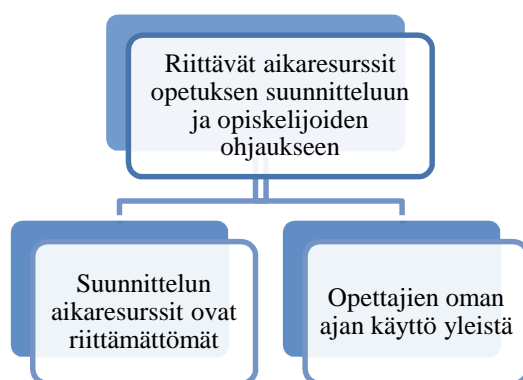 Riittävät aikaresurssit
opetuksen suunnitteluun
ja opiskelijoiden
ohjaukseen
Suunnittelun
aikaresurssit ovat
riittämättömät
Opettajien oman
ajan käyttö yleistä